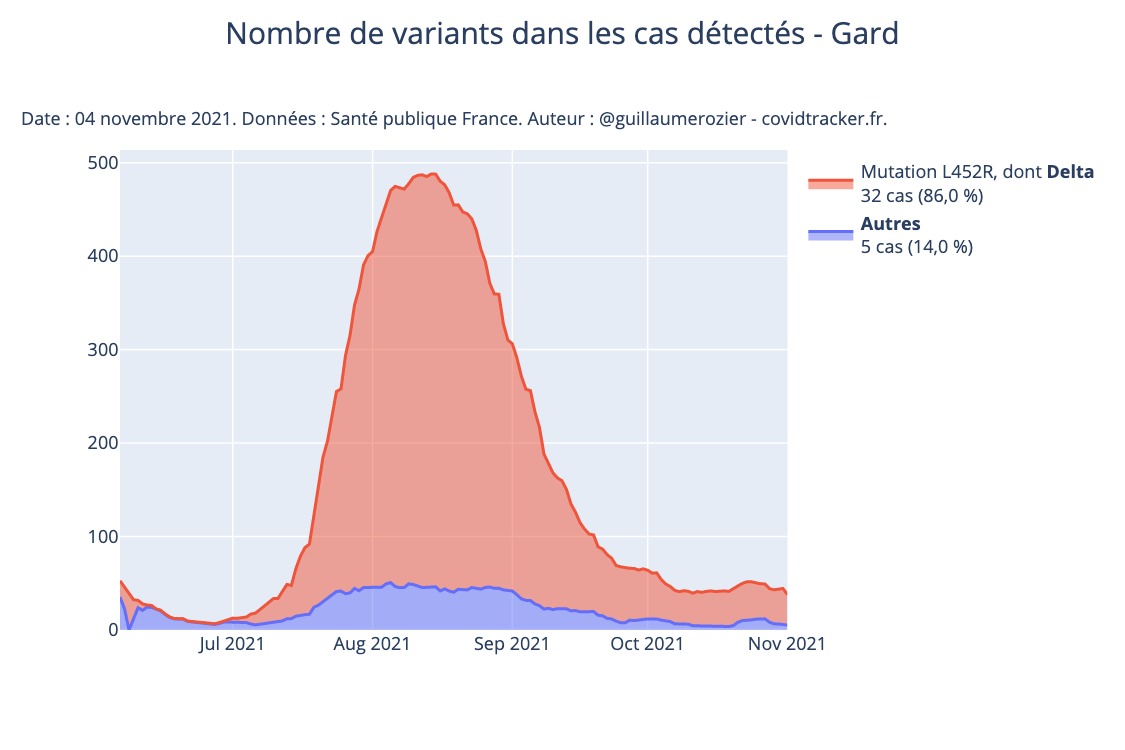 Nombre de variants dans les cas détectés - Gard
Date : 04 novembre 2021. Données : Santé publique France. Auteur : @guillaumerozier - covidtracker.fr.
500
400
300
200
100
0
Jul 2021
Aug 2021
Sep 2021
Oct 2021
Nov 2021
Mutation L452R, dont Delta
32 cas (86,0 %)
Autres
5 cas (14,0 %)